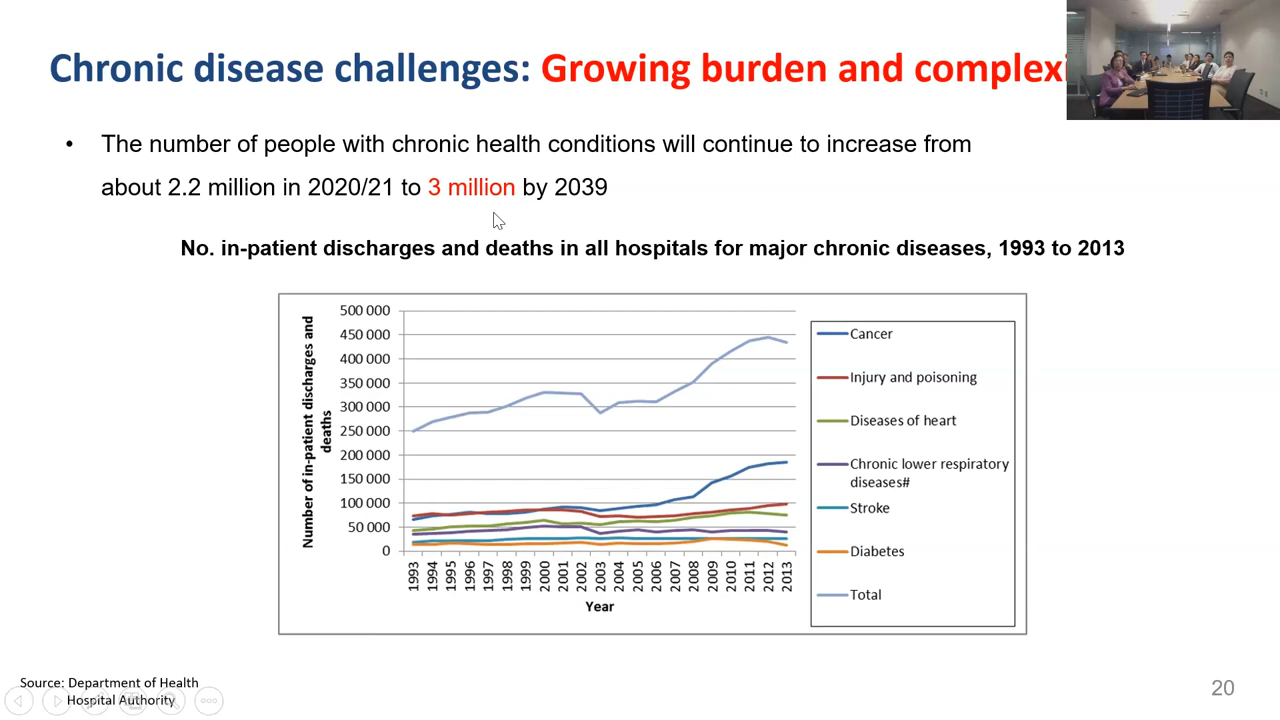 Chronic disease challenges: Growing burden and complexi
• The number of people with chronic health conditions will continue to increase from
about 2.2 million in 2020/21 to 3 million by 2039
No. in-patient discharges and deaths in all hospitals for major chronic diseases, 1993 to 2013
Number of in-patient discharges and
deaths
500 000
450 000
400 000
350 000
300 000
250 000
200 000
150 000
100 000
50 000
0
1993 1994 1995 1996 1997 1998 1999 2000 2001 2002 2003 2004 2005 2006 2007 2008 2009 2010 2011 2012 2013
Year
Cancer
Injury and poisoning
Diseases of heart
Chronic lower respiratory
diseases#
Stroke
Diabetes
Total
Source: Department of Health
Hospital Authority
20